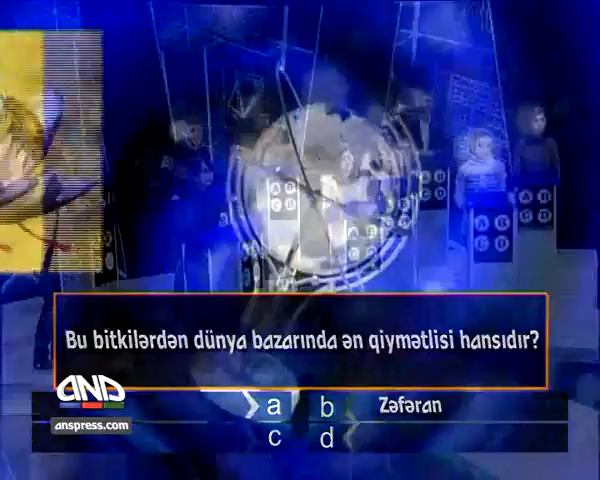 Bu bitkilərdən dünya bazarında ən qiymətlisi hansıdır?
a
b Zəfəran
c
d
ANS
anspress.com
A B
C D